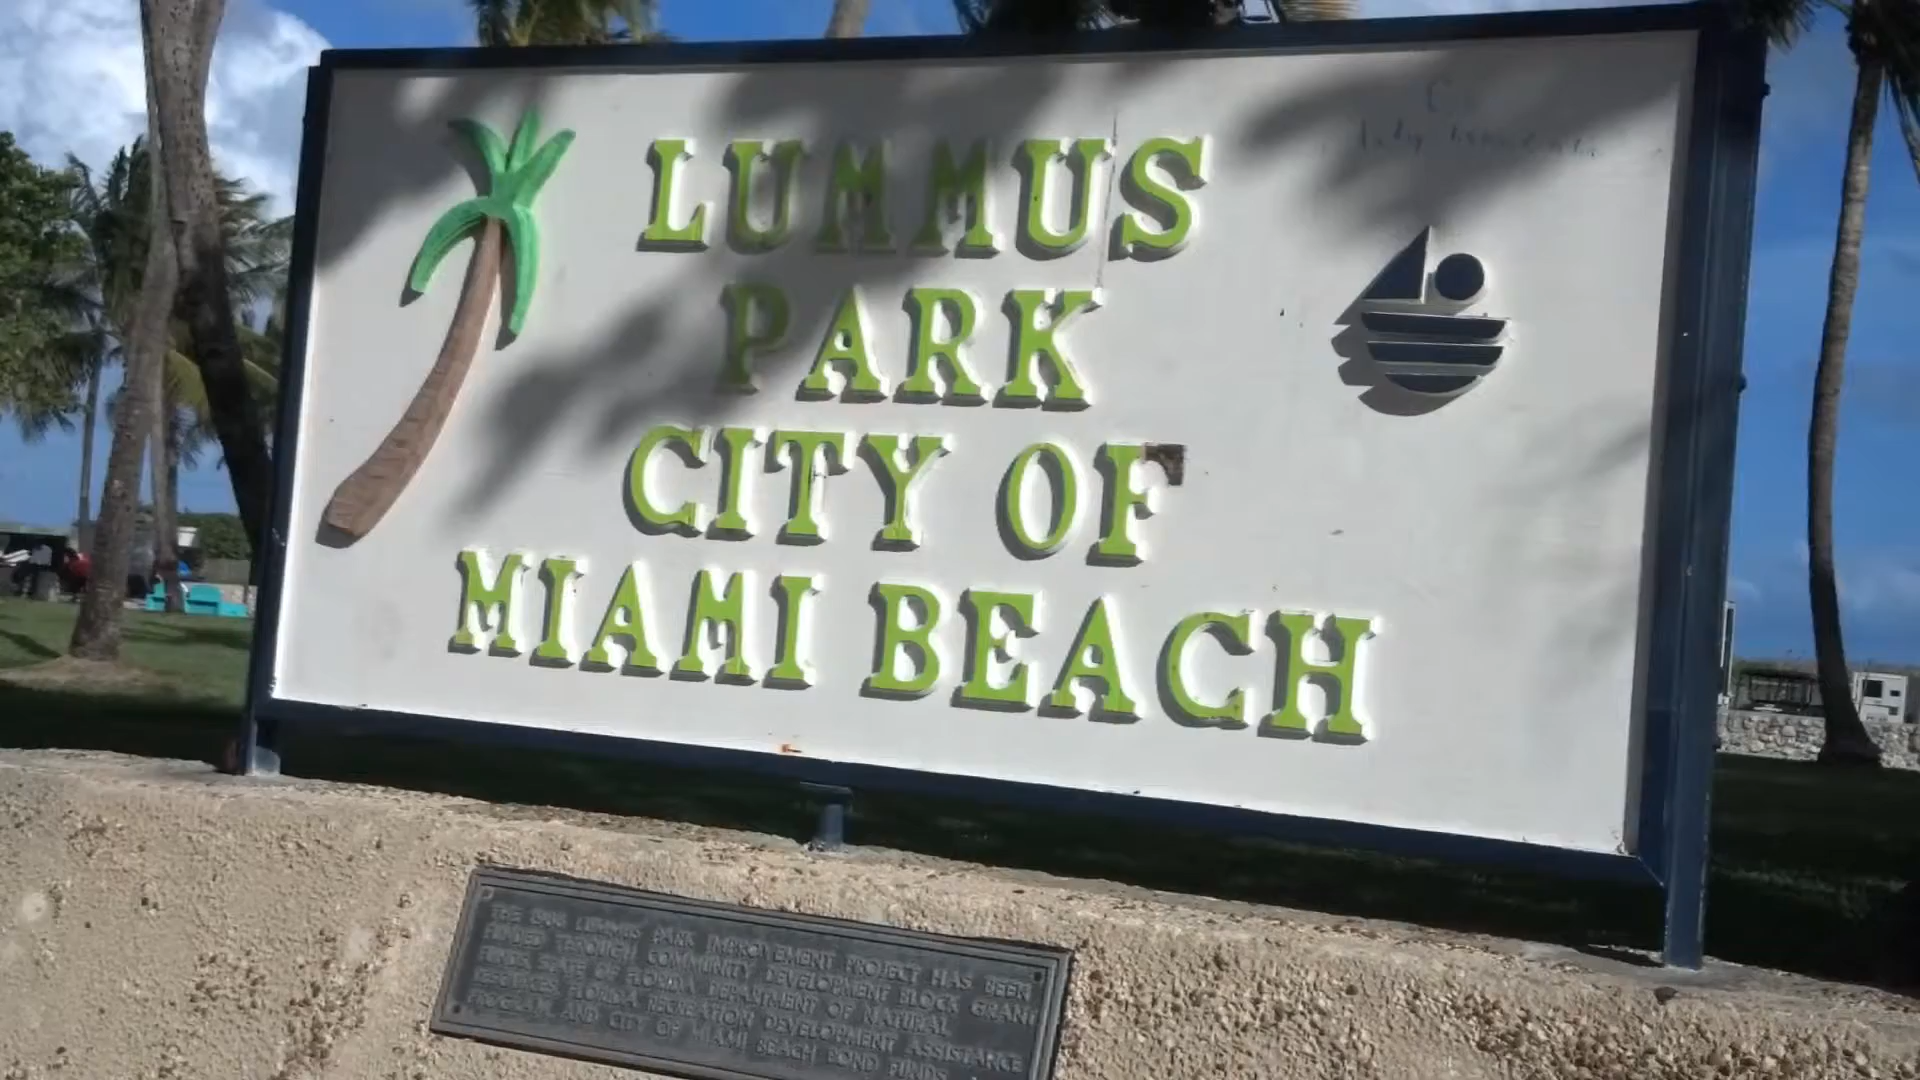 LUMMUS
PARK
CITY OF
MIAMI BEACH
THE 1986 LUMMUS PARK IMPROVEMENT PROJECT HAS BEEN
FUNDED THROUGH COMMUNITY DEVELOPMENT BLOCK GRANT
FUNDS, STATE OF FLORIDA DEPARTMENT OF NATURAL
RESOURCES FLORIDA RECREATION DEVELOPMENT ASSISTANCE
PROGRAM AND CITY OF MIAMI BEACH BOND FUNDS